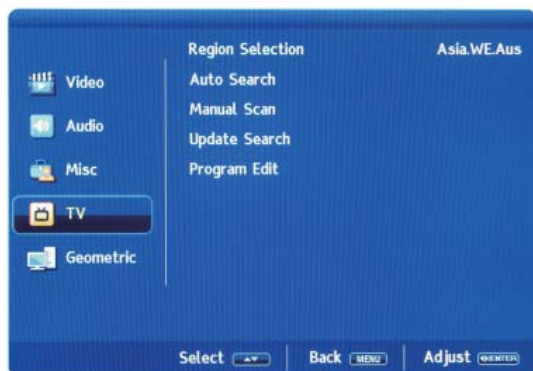 Region Selection Asia.WE.Aus
Video
Auto Search
Manual Scan
Audio
Update Search
Misc
Program Edit
TV
Geometric
Select Back MENU Adjust ENTER